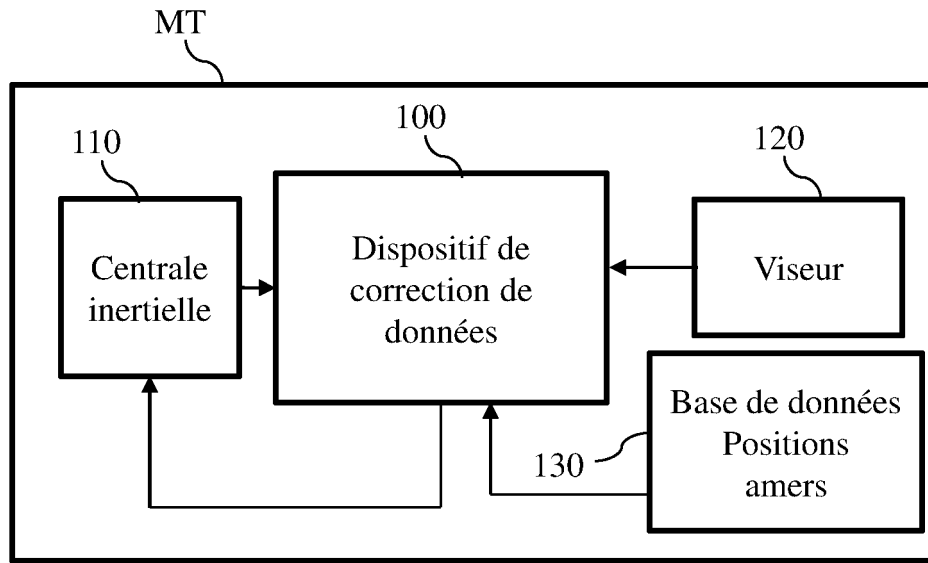 MT
100
110
120
Centrale
inertielle
Dispositif de
correction de
données
Viseur
130
Base de données
Positions
amers